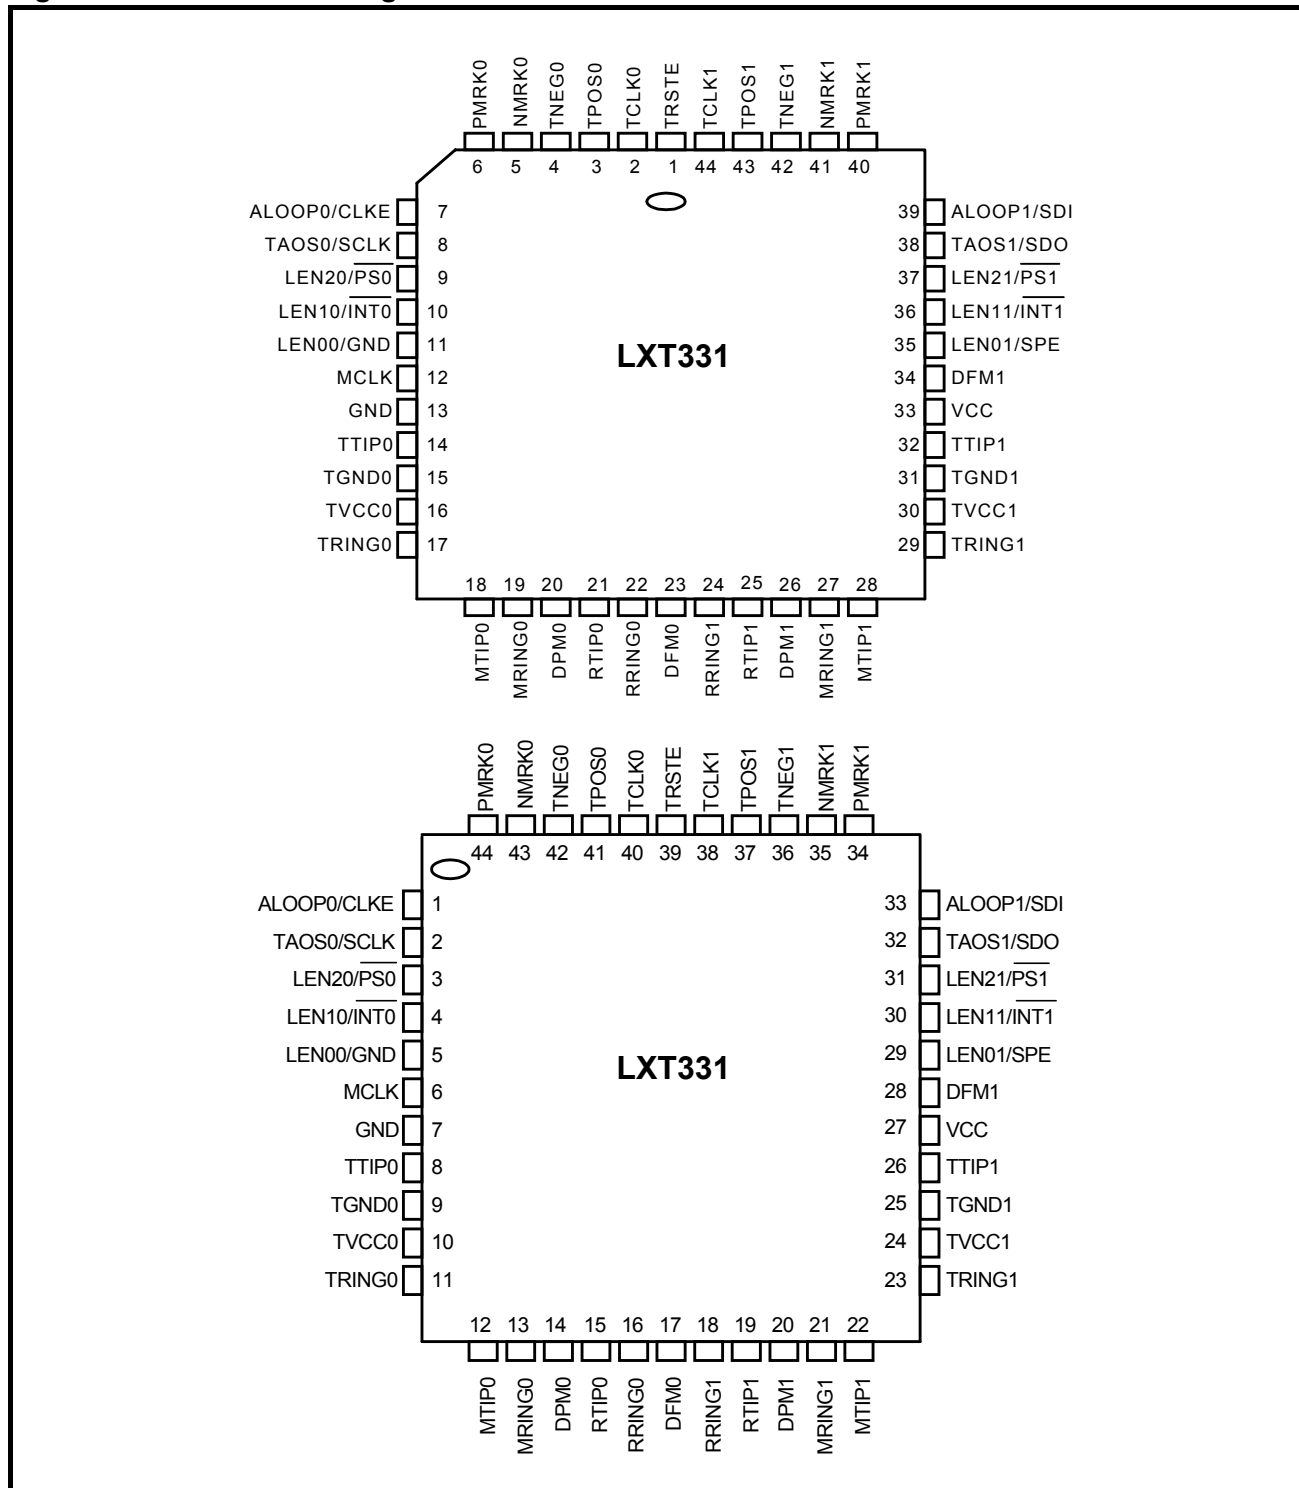 PMRK0
NMRK0
TNEG0
TPOS0
TCLK0
TRSTE
TCLK1
TPOS1
TNEG1
NMRK1
PMRK1
6 5 4 3 2 1 44 43 42 41 40
ALOOP0/CLKE 7 39 ALOOP1/SDI
TAOS0/SCLK 8 38 TAOS1/SDO
LEN20/PS0 9 37 LEN21/PS1
LEN10/INT0 10 36 LEN11/INT1
LEN00/GND 11 35 LEN01/SPE
LXT331
MCLK 12 34 DFM1
GND 13 33 VCC
TTIP0 14 32 TTIP1
TGND0 15 31 TGND1
TVCC0 16 30 TVCC1
TRING0 17 29 TRING1
18 19 20 21 22 23 24 25 26 27 28
MTIP0
MRING0
DPM0
RTIP0
RRING0
DFM0
RRING1
RTIP1
DPM1
MRING1
MTIP1
PMRK0
NMRK0
TNEG0
TPOS0
TCLK0
TRSTE
TCLK1
TPOS1
TNEG1
NMRK1
PMRK1
44 43 42 41 40 39 38 37 36 35 34
ALOOP0/CLKE 1 33 ALOOP1/SDI
TAOS0/SCLK 2 32 TAOS1/SDO
LEN20/PS0 3 31 LEN21/PS1
LEN10/INT0 4 30 LEN11/INT1
LEN00/GND 5 29 LEN01/SPE
LXT331
MCLK 6 28 DFM1
GND 7 27 VCC
TTIP0 8 26 TTIP1
TGND0 9 25 TGND1
TVCC0 10 24 TVCC1
TRING0 11 23 TRING1
12 13 14 15 16 17 18 19 20 21 22
MTIP0
MRING0
DPM0
RTIP0
RRING0
DFM0
RRING1
RTIP1
DPM1
MRING1
MTIP1